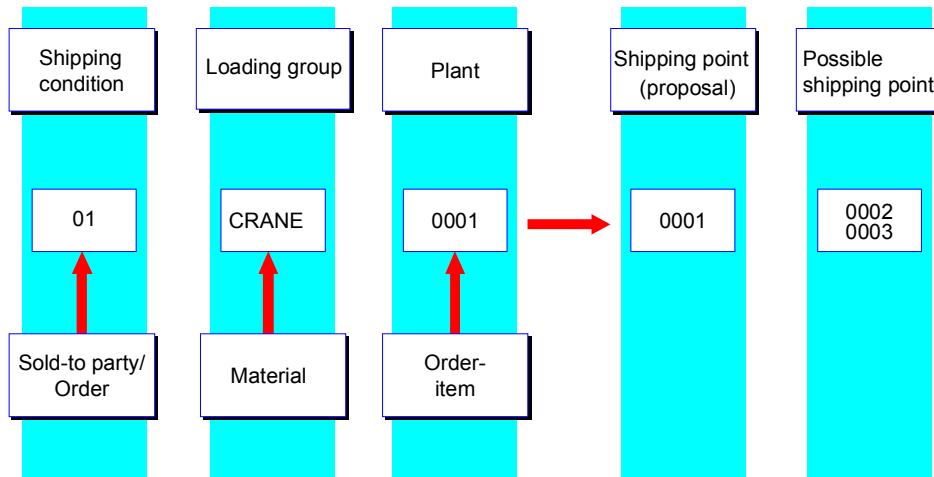 Shipping
condition
Loading group
Plant
Shipping point
(proposal)
Possible
shipping point
01
CRANE
0001
0001
0002
0003
Sold-to party/
Order
Material
Order-
item